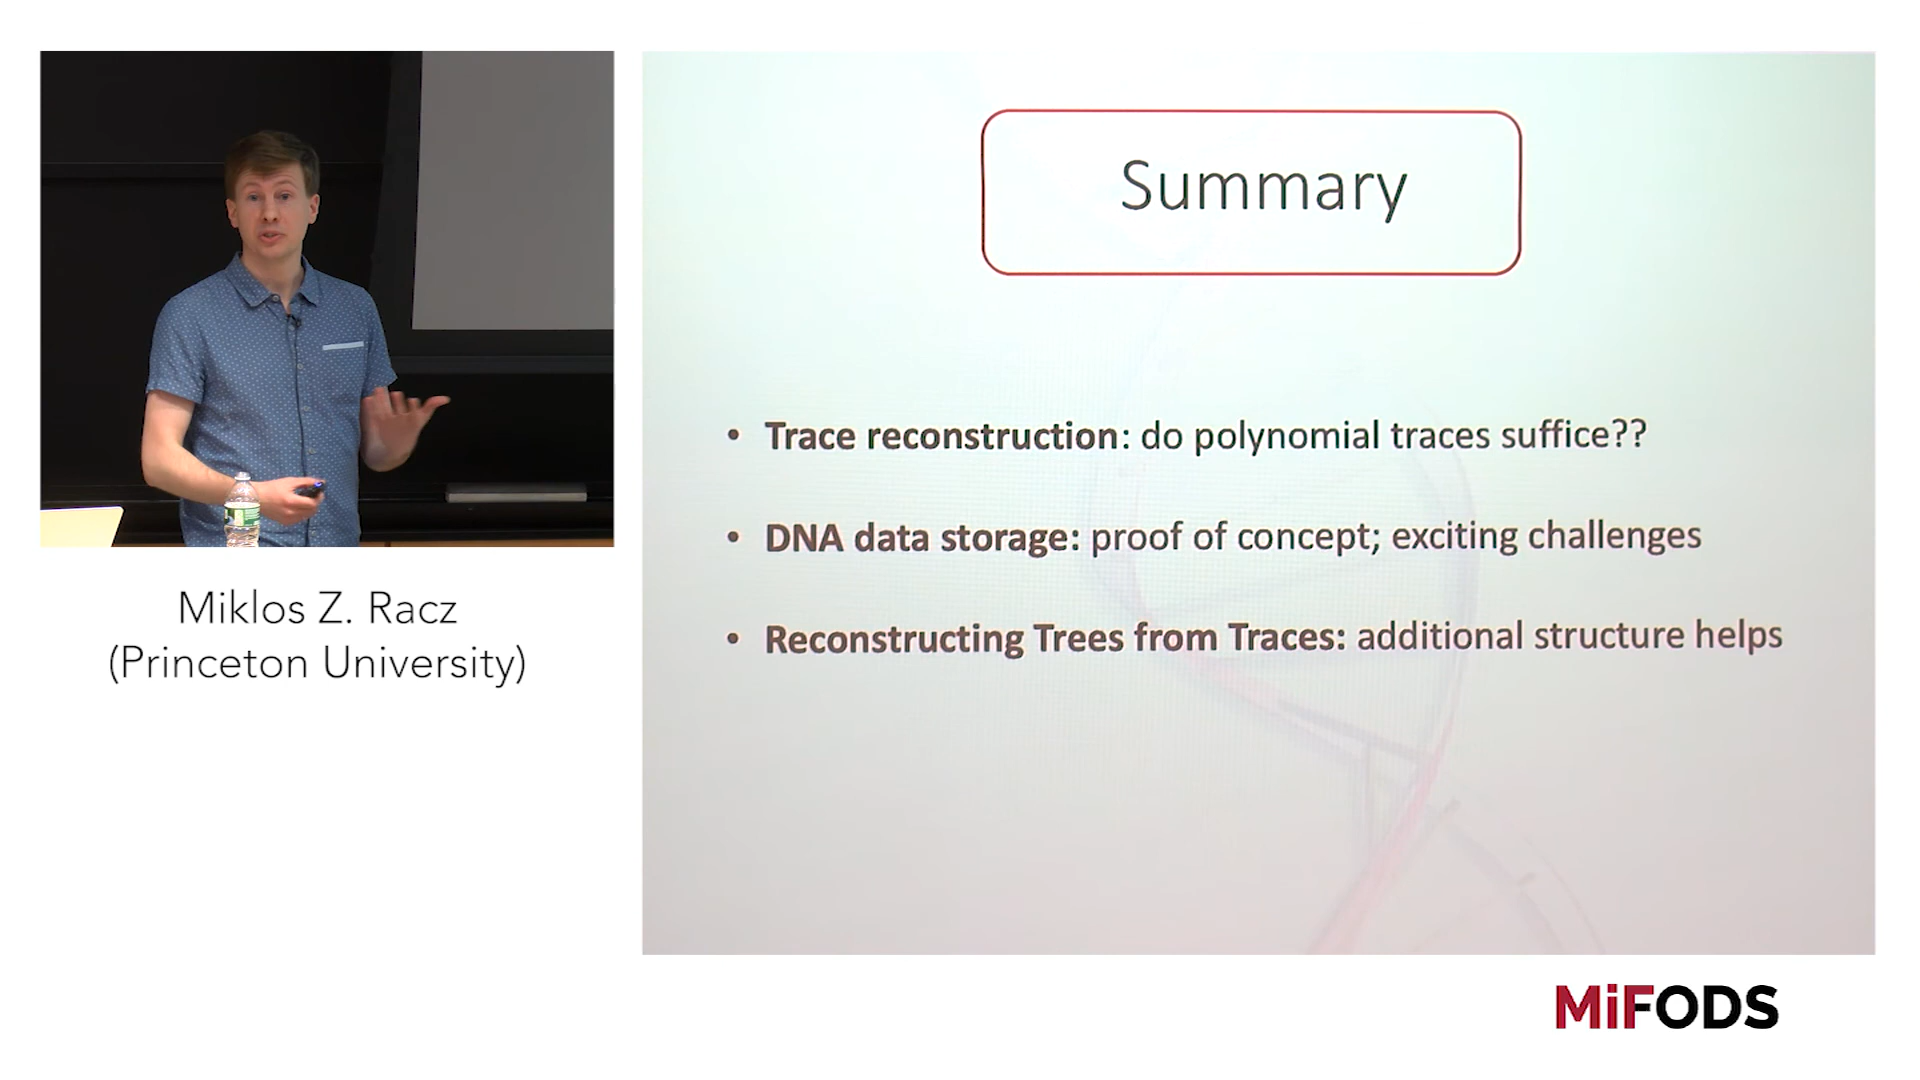 Summary
• Trace reconstruction: do polynomial traces suffice??
• DNA data storage: proof of concept; exciting challenges
• Reconstructing Trees from Traces: additional structure helps
Miklos Z. Racz
(Princeton University)
MiFODS